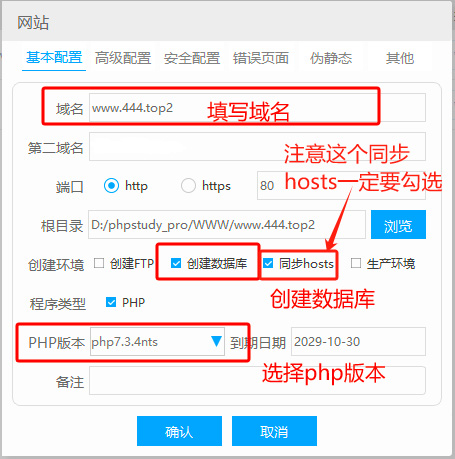 网站
基本配置 高级配置 安全配置 错误页面 伪静态 其他
域名 www.444.top2 填写域名
第二域名
注意这个同步
hosts一定要勾选
端口 http https 80
根目录 D:/phpstudy_pro/WWW/www.444.top2 浏览
创建环境 创建FTP 创建数据库 同步hosts 生产环境
创建数据库
程序类型 PHP
PHP版本 php7.3.4nts 到期日期 2029-10-30
选择php版本
备注
确认 取消